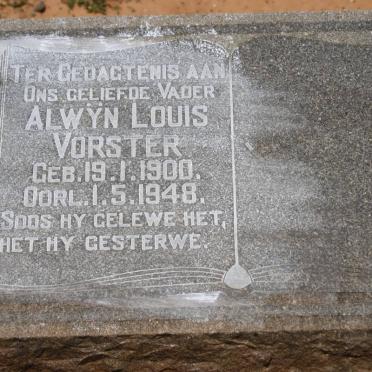 Ter Gedagtenis aan
Ons geliefde Vader
Alwÿn Louis
Vorster
Geb. 19.1.1900.
Oorl. 1.5.1948.
Soos hy gelewe het,
het hy gesterwe.